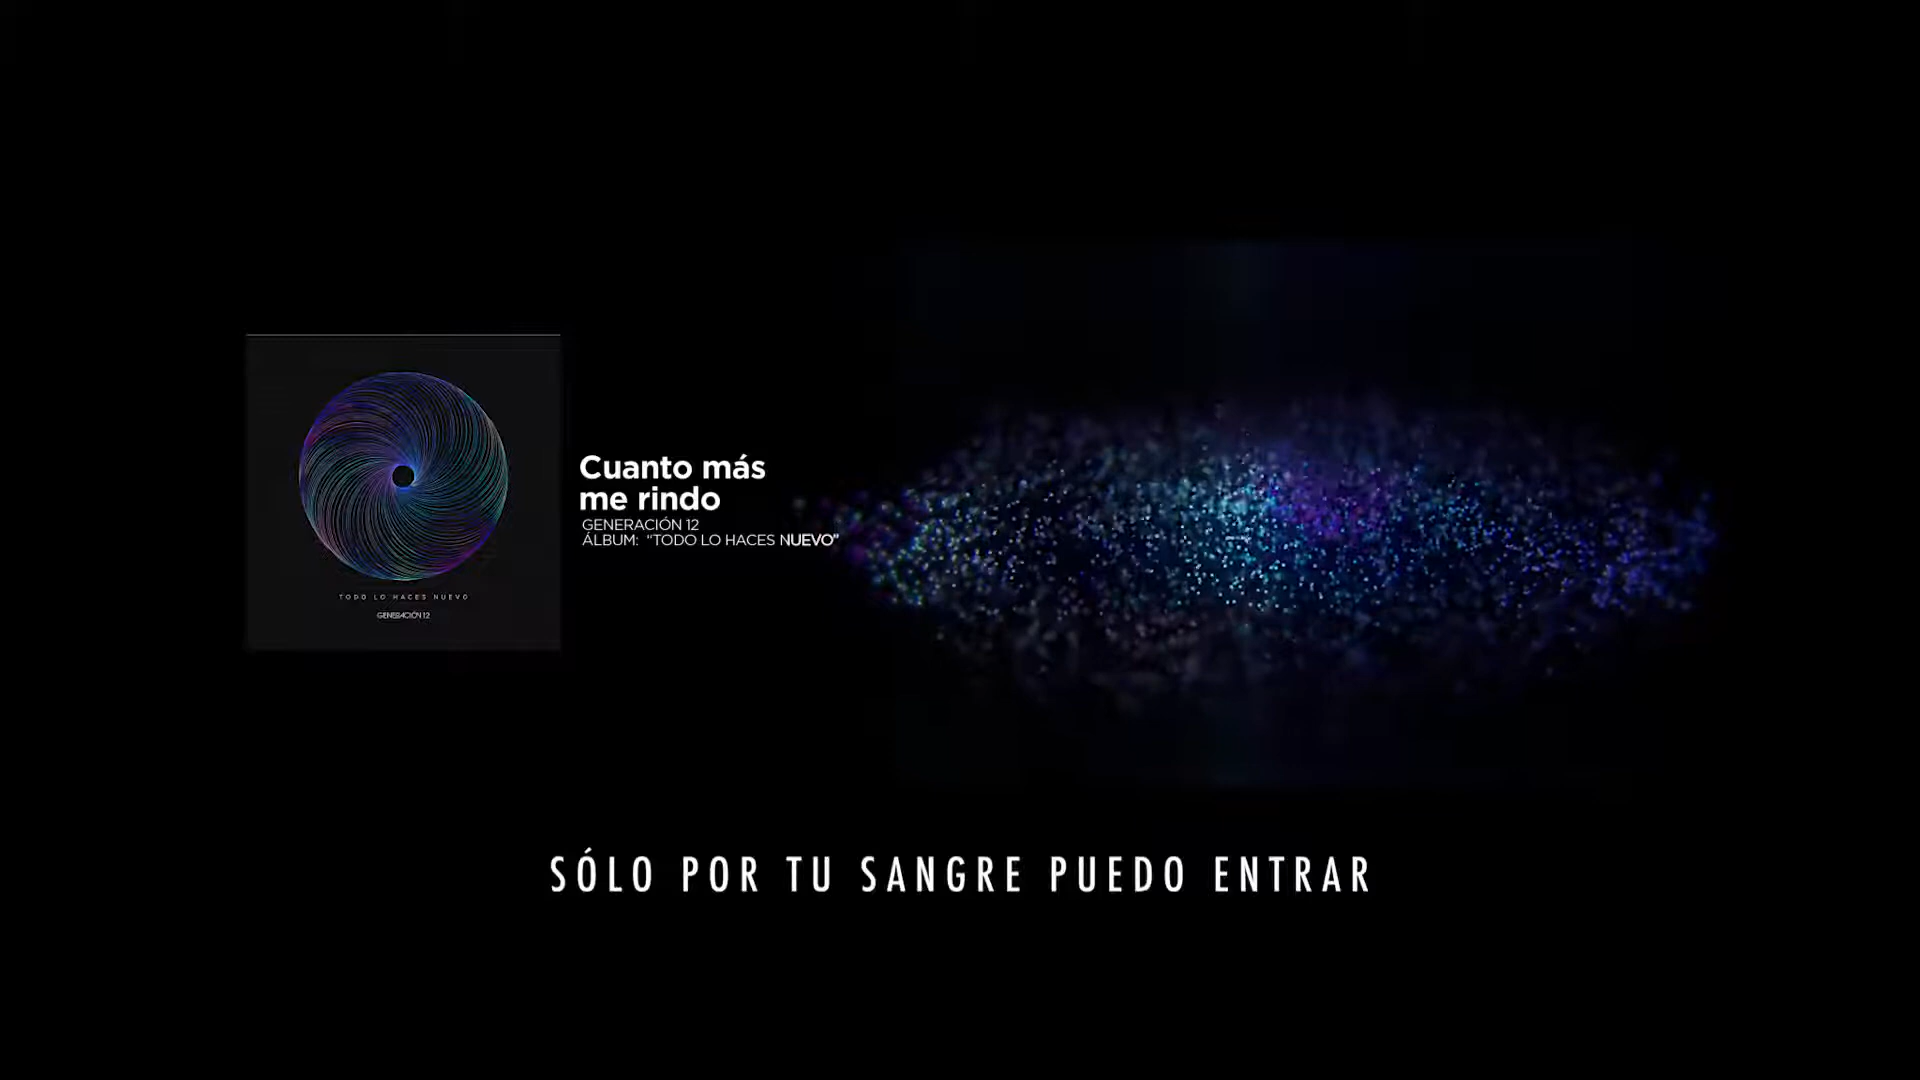 TODO LO HACES NUEVO
GENERACIÓN 12
Cuanto más
me rindo
GENERACIÓN 12
ÁLBUM: “TODO LO HACES NUEVO”
SÓLO POR TU SANGRE PUEDO ENTRAR